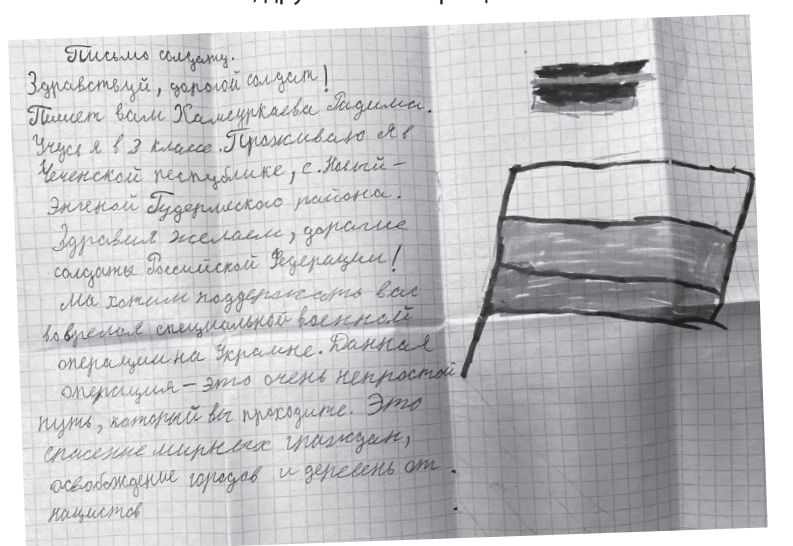 Письмо солдату.
Здравствуй, дорогой солдат!
Пишет вам Хамсуркаева Радима.
Учусь я в 3 классе. Проживаю я в
Чеченской республике, с. Новый-
Энгеной Гудермеского района.
Здравия желаем, дорогие
солдаты Российской Федерации!
Мы хотим поддержать вас
во время специальной военной
операции на Украине. Данная
операция – это очень непростой
путь, который вы проходите. Это
спасение мирных граждан,
освобождение городов и деревень от
нацистов